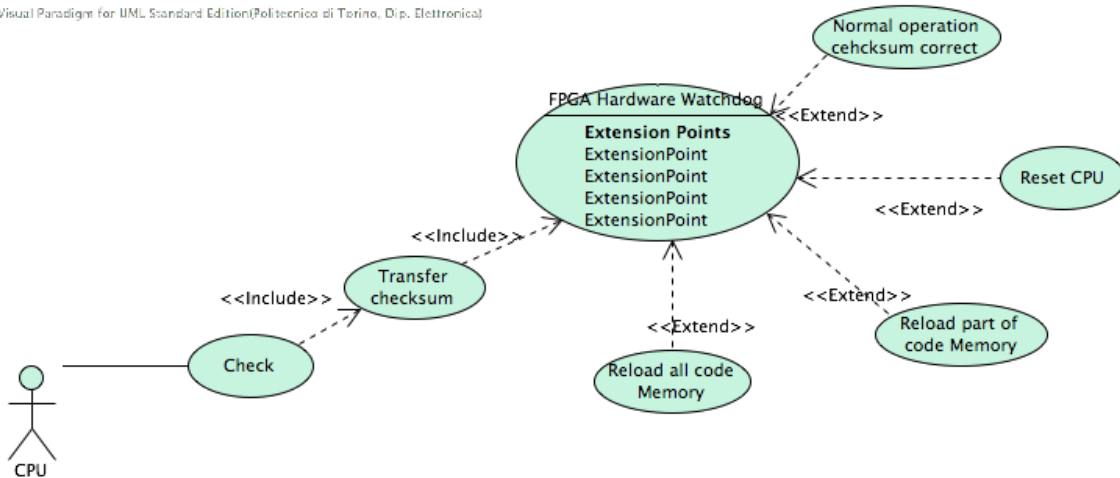 Visual Paradigm for UML Standard Edition(Politecnico di Torino, Dip. Elettronica)
Normal operation
cehcksum correct
FPGA Hardware Watchdog
<<Extend>>
Extension Points
ExtensionPoint
ExtensionPoint
ExtensionPoint
ExtensionPoint
Reset CPU
<<Extend>>
<<Include>>
Transfer
checksum
<<Include>>
<<Extend>>
Reload part of
code Memory
<<Extend>>
Reload all code
Memory
Check
CPU